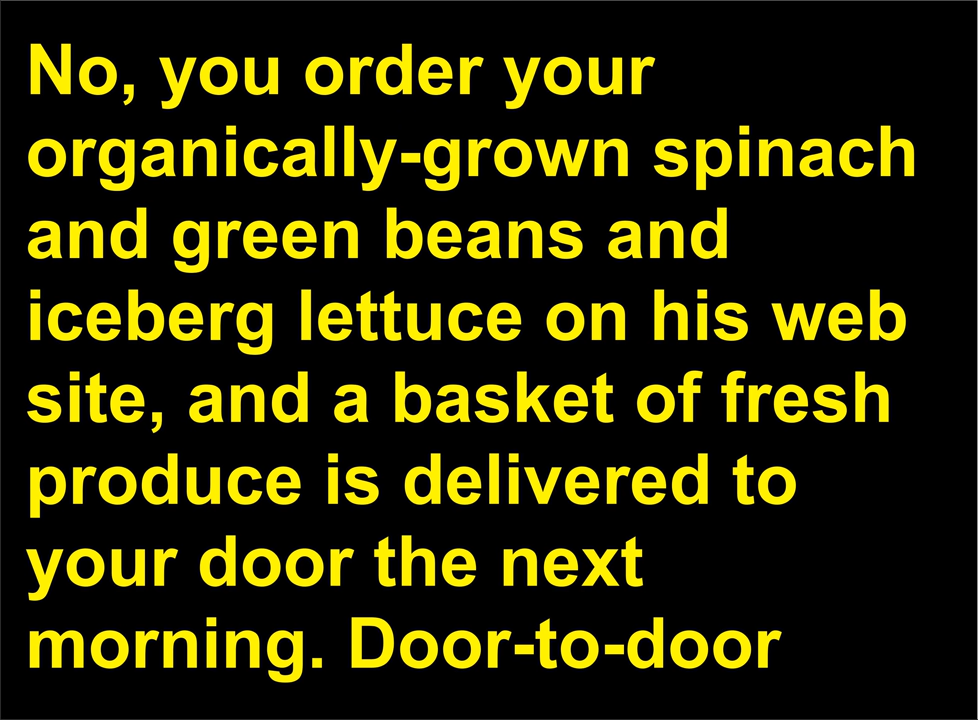 No, you order your
organically-grown spinach
and green beans and
iceberg lettuce on his web
site, and a basket of fresh
produce is delivered to
your door the next
morning. Door-to-door